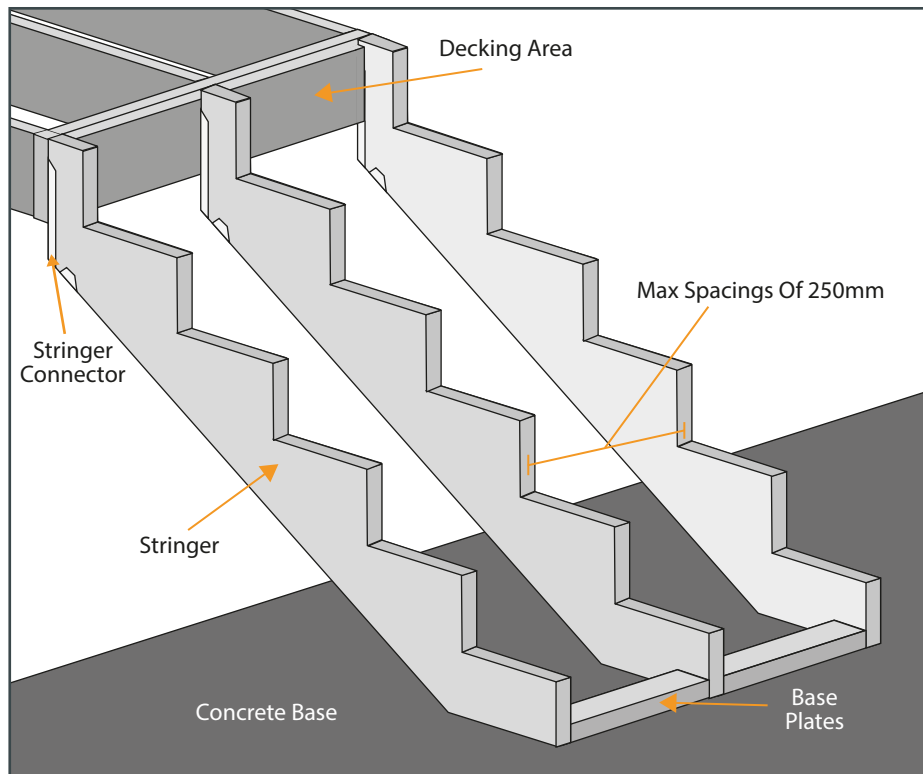 Decking Area
Max Spacings Of 250mm
Stringer
Connector
Stringer
Concrete Base
Base
Plates